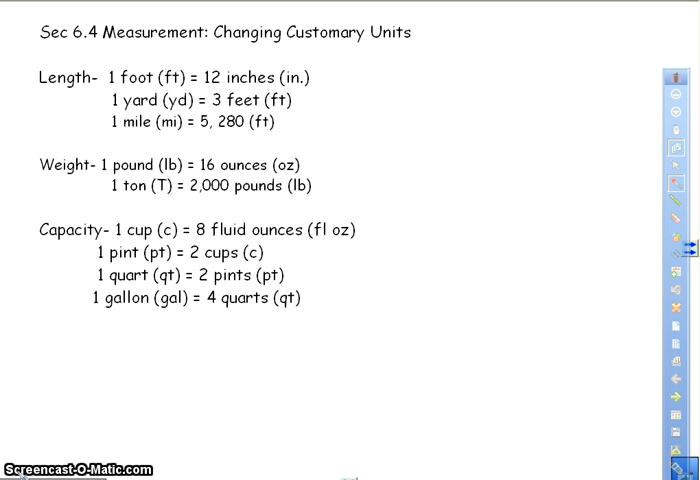 Sec 6.4 Measurement: Changing Customary Units
Length- 1 foot (ft) = 12 inches (in.)
1 yard (yd) = 3 feet (ft)
1 mile (mi) = 5, 280 (ft)
Weight- 1 pound (lb) = 16 ounces (oz)
1 ton (T) = 2,000 pounds (lb)
Capacity- 1 cup (c) = 8 fluid ounces (fl oz)
1 pint (pt) = 2 cups (c)
1 quart (qt) = 2 pints (pt)
1 gallon (gal) = 4 quarts (qt)
Screencast-O-Matic.com